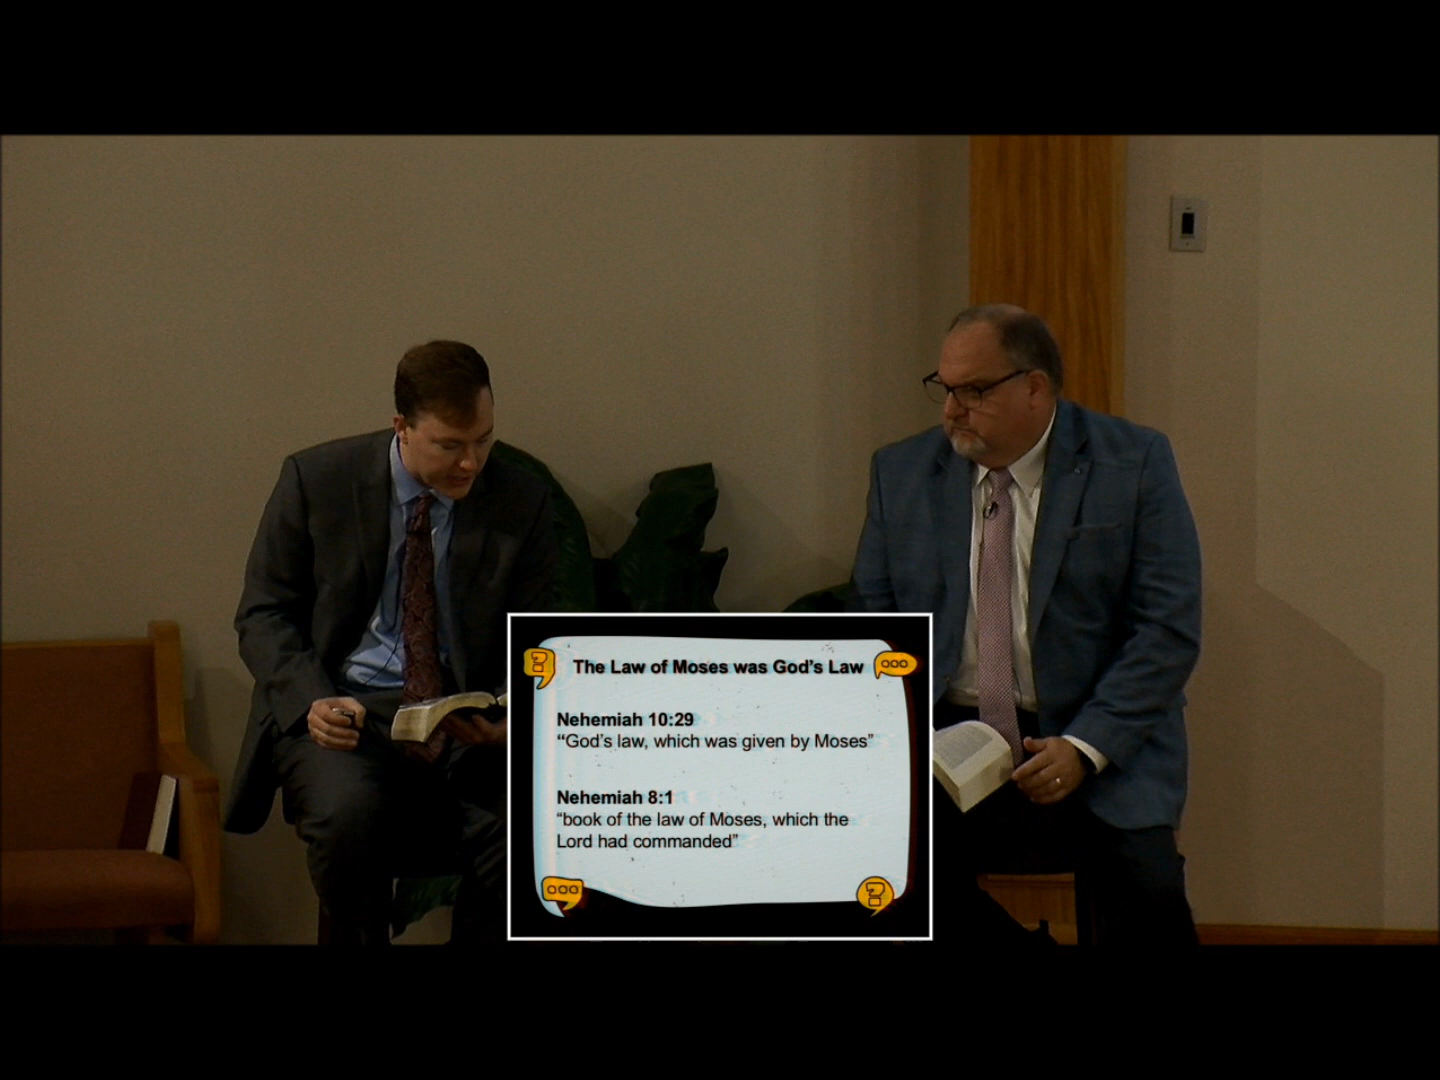 The Law of Moses was God's Law
Nehemiah 10:29
“God’s law, which was given by Moses”
Nehemiah 8:1
“book of the law of Moses, which the
Lord had commanded”